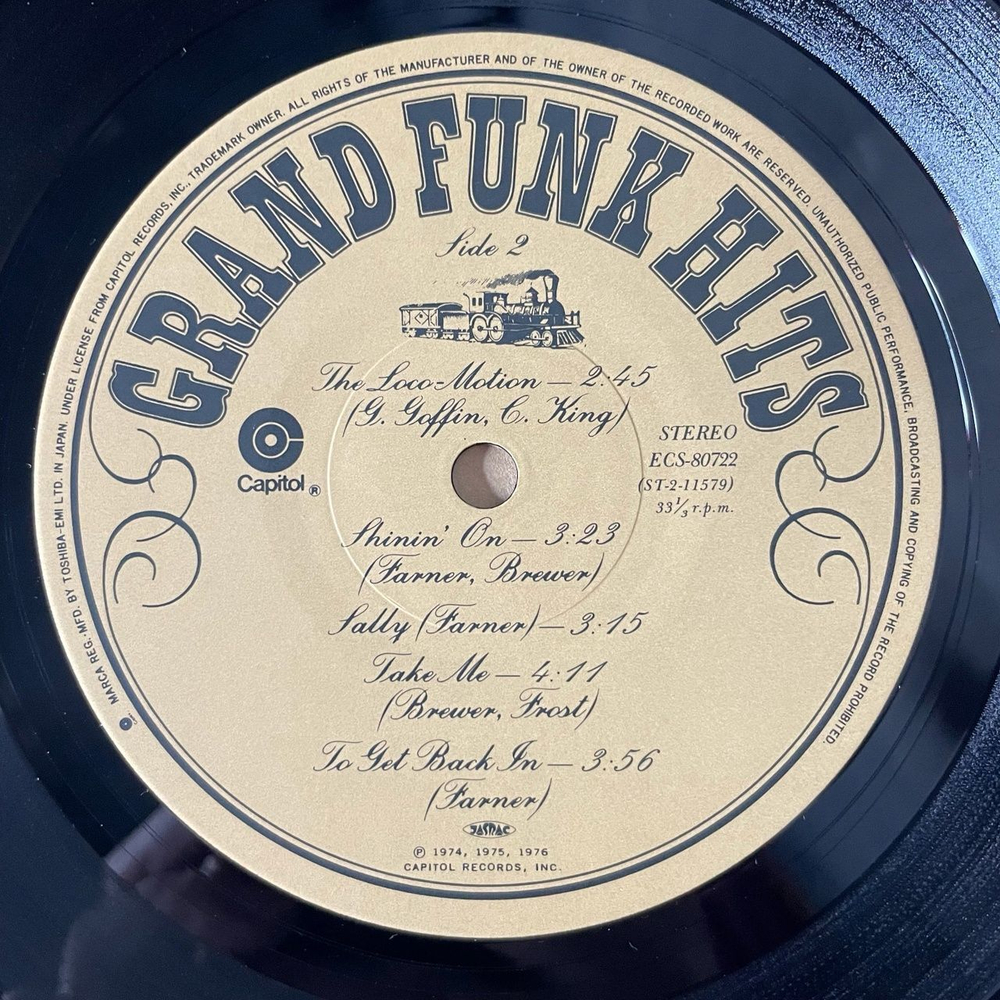 MARCA REG. MFD. BY TOSHIBA-EMI LTD. IN JAPAN, UNDER LICENSE FROM CAPITOL RECORDS, INC., TRADEMARK OWNER. ALL RIGHTS OF THE MANUFACTURER AND OF THE OWNER OF THE RECORDED WORK ARE RESERVED. UNAUTHORIZED PUBLIC PERFORMANCE, BROADCASTING AND COPYING OF THE RECORD PROHIBITED.
GRAND FUNK HITS
Side 2
The Loco-Motion — 2:45
(G. Goffin, C. King)
Capitol®
STEREO
ECS-80722
(ST-2-11579)
33⅓ r.p.m.
Shinin' On — 3:23
(Farner, Brewer)
Sally (Farner) — 3:15
Take Me — 4:11
(Brewer, Frost)
To Get Back In — 3:56
(Farner)
JASRAC
℗ 1974, 1975, 1976
CAPITOL RECORDS, INC.